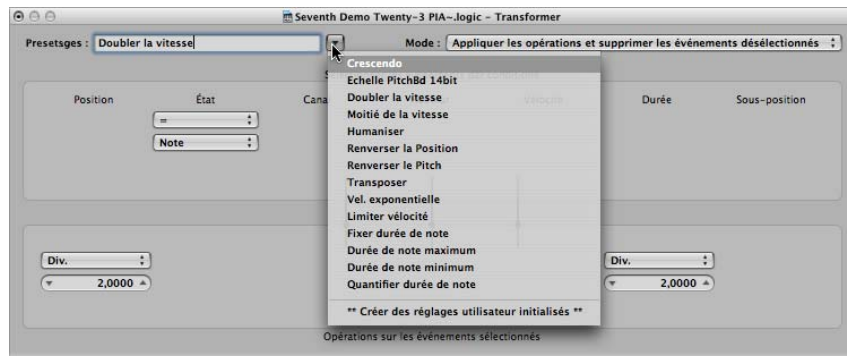 Seventh Demo Twenty-3 PIA~.logic – Transformer
Presetsges : Doubler la vitesse
Mode : Appliquer les opérations et supprimer les événements désélectionnés
Crescendo
Echelle PitchBd 14bit
Doubler la vitesse
Moitié de la vitesse
Humaniser
Renverser la Position
Renverser le Pitch
Transposer
Vel. exponentielle
Limiter vélocité
Fixer durée de note
Durée de note maximum
Durée de note minimum
Quantifier durée de note
** Créer des réglages utilisateur initialisés **
Position État Cana Durée Sous-position
=
Note
Div. Div.
2,0000 2,0000
Opérations sur les événements sélectionnés